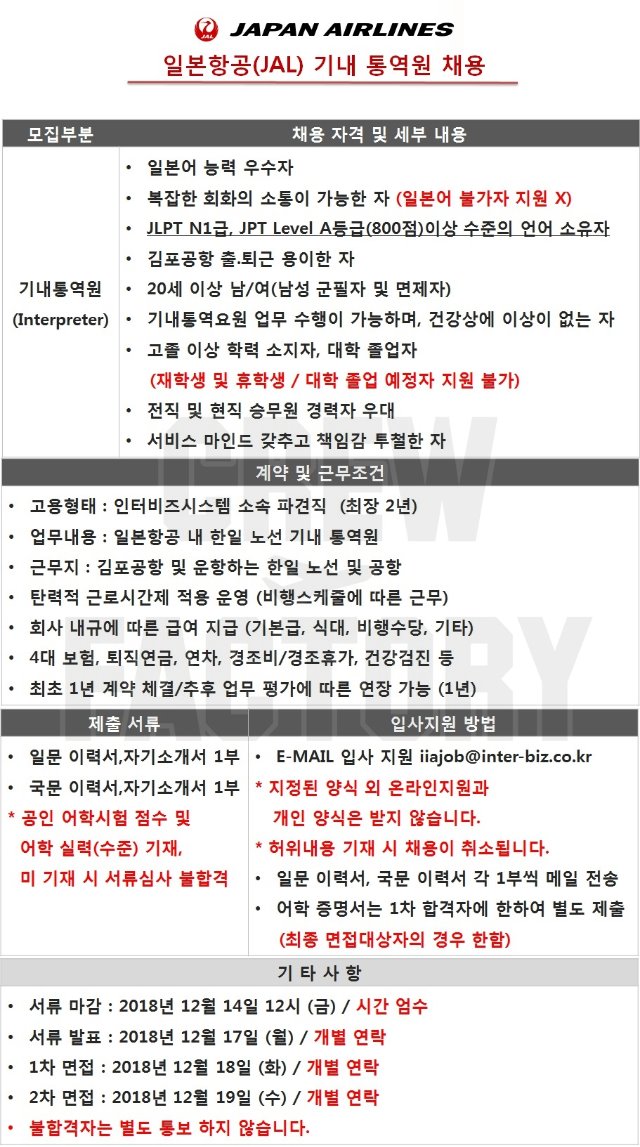 JAL
JAPAN AIRLINES
일본항공(JAL) 기내 통역원 채용
모집부분
채용 자격 및 세부 내용
기내통역원
(Interpreter)
• 일본어 능력 우수자
• 복잡한 회화의 소통이 가능한 자 (일본어 불가자 지원 X)
• JLPT N1급, JPT Level A등급(800점)이상 수준의 언어 소유자
• 김포공항 출.퇴근 용이한 자
• 20세 이상 남/여(남성 군필자 및 면제자)
• 기내통역요원 업무 수행이 가능하며, 건강상에 이상이 없는 자
• 고졸 이상 학력 소지자, 대학 졸업자
(재학생 및 휴학생 / 대학 졸업 예정자 지원 불가)
• 전직 및 현직 승무원 경력자 우대
• 서비스 마인드 갖추고 책임감 투철한 자
CREW
FACTORY
계약 및 근무조건
• 고용형태 : 인터비즈시스템 소속 파견직 (최장 2년)
• 업무내용 : 일본항공 내 한일 노선 기내 통역원
• 근무지 : 김포공항 및 운항하는 한일 노선 및 공항
• 탄력적 근로시간제 적용 운영 (비행스케줄에 따른 근무)
• 회사 내규에 따른 급여 지급 (기본급, 식대, 비행수당, 기타)
• 4대 보험, 퇴직연금, 연차, 경조비/경조휴가, 건강검진 등
• 최초 1년 계약 체결/추후 업무 평가에 따른 연장 가능 (1년)
제출 서류
• 일문 이력서,자기소개서 1부
• 국문 이력서,자기소개서 1부
* 공인 어학시험 점수 및
어학 실력(수준) 기재,
미 기재 시 서류심사 불합격
입사지원 방법
• E-MAIL 입사 지원 iiajob@inter-biz.co.kr
* 지정된 양식 외 온라인지원과
개인 양식은 받지 않습니다.
* 허위내용 기재 시 채용이 취소됩니다.
• 일문 이력서, 국문 이력서 각 1부씩 메일 전송
• 어학 증명서는 1차 합격자에 한하여 별도 제출
(최종 면접대상자의 경우 한함)
기 타 사 항
• 서류 마감 : 2018년 12월 14일 12시 (금) / 시간 엄수
• 서류 발표 : 2018년 12월 17일 (월) / 개별 연락
• 1차 면접 : 2018년 12월 18일 (화) / 개별 연락
• 2차 면접 : 2018년 12월 19일 (수) / 개별 연락
• 불합격자는 별도 통보 하지 않습니다.